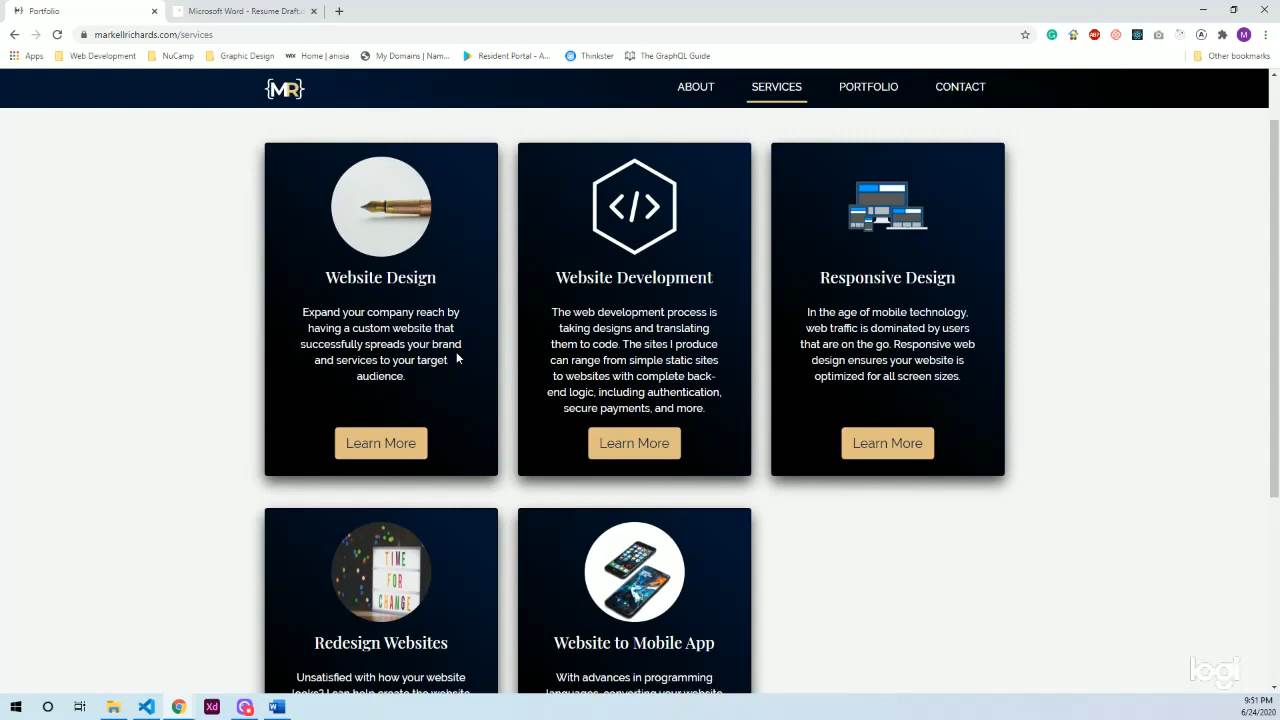 Portfolio
Microsoft Word - Resume Draft.d
markellrichards.com/services
Apps
Web Development
NuCamp
Graphic Design
WIX
Home | anisia
My Domains | Nam...
Resident Portal - A...
Thinkster
The GraphQL Guide
Other bookmarks
{MR}
ABOUT
SERVICES
PORTFOLIO
CONTACT
Website Design
Expand your company reach by
having a custom website that
successfully spreads your brand
and services to your target
audience.
Learn More
</>
Website Development
The web development process is
taking designs and translating
them to code. The sites I produce
can range from simple static sites
to websites with complete back-
end logic, including authentication,
secure payments, and more.
Learn More
Responsive Design
In the age of mobile technology,
web traffic is dominated by users
that are on the go. Responsive web
design ensures your website is
optimized for all screen sizes.
Learn More
TIME
FOR
CHANGE
Redesign Websites
Unsatisfied with how your website
looks? I can help create the website
Website to Mobile App
With advances in programming
languages, converting your website
logi
Xd
9:51 PM
6/24/2020